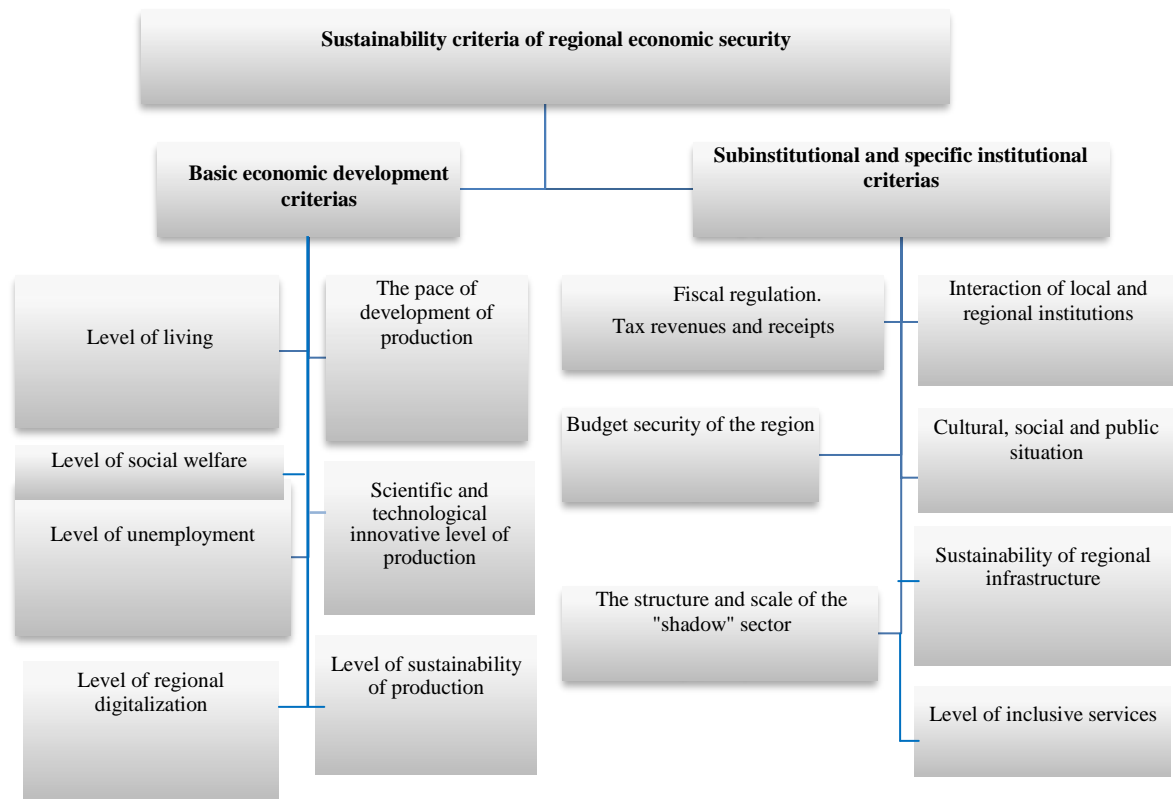 Sustainability criteria of regional economic security
Basic economic development
criterias
Subinstitutional and specific institutional
criterias
Level of living
The pace of
development of
production
Level of social welfare
Level of unemployment
Scientific and
technological
innovative level of
production
Level of regional
digitalization
Level of sustainability
of production
Fiscal regulation.
Tax revenues and receipts
Interaction of local and
regional institutions
Budget security of the region
Cultural, social and public
situation
The structure and scale of the
"shadow" sector
Sustainability of regional
infrastructure
Level of inclusive services